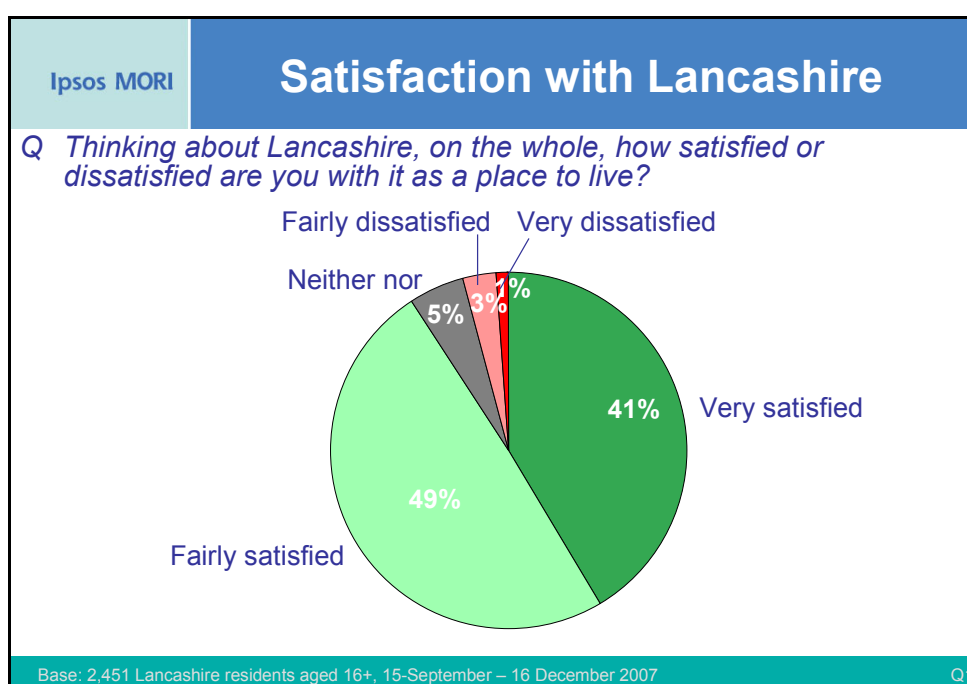 Ipsos MORI
Satisfaction with Lancashire
Q Thinking about Lancashire, on the whole, how satisfied or
dissatisfied are you with it as a place to live?
Fairly dissatisfied
Very dissatisfied
Neither nor
1%
3%
5%
41%
Very satisfied
49%
Fairly satisfied
Base: 2,451 Lancashire residents aged 16+, 15-September – 16 December 2007
Q